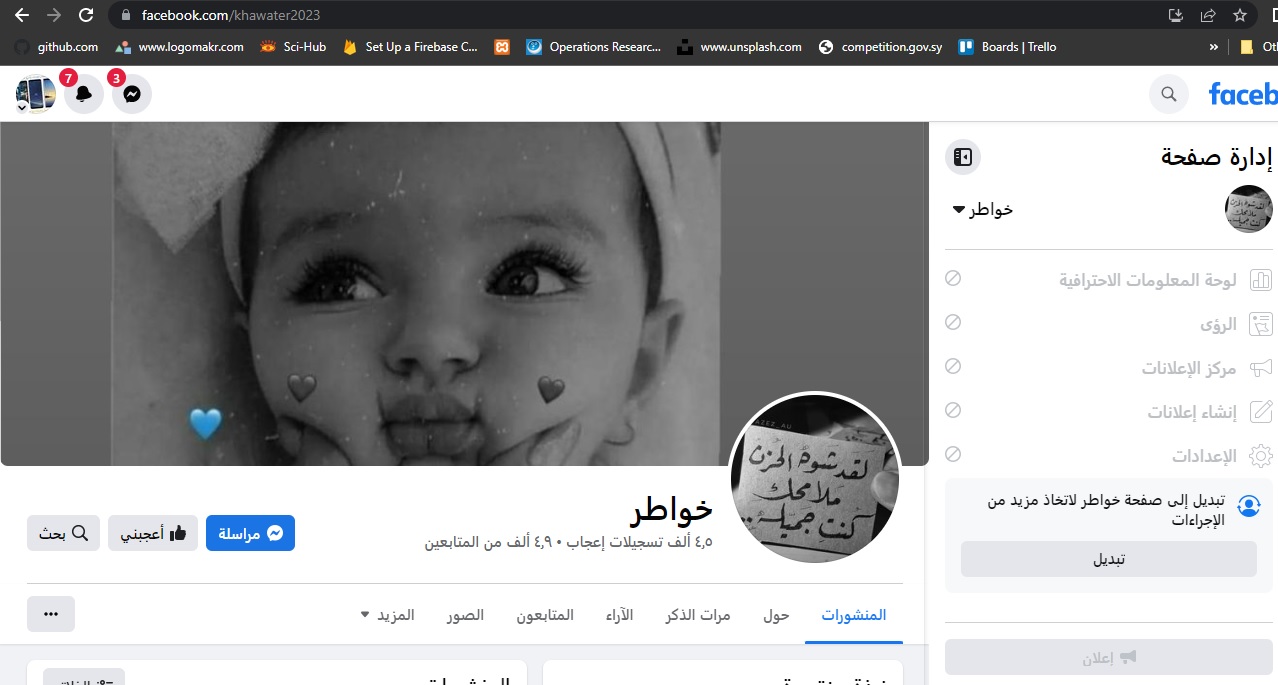 facebook.com/khawater2023
github.com
www.logomakr.com
Sci-Hub
Set Up a Firebase C...
Operations Researc...
www.unsplash.com
competition.gov.sy
Boards | Trello
»
7
3
faceb
إدارة صفحة
خواطر
لوحة المعلومات الاحترافية
الرؤى
مركز الإعلانات
إنشاء إعلانات
الإعدادات
تبديل إلى صفحة خواطر لاتخاذ مزيد من
الإجراءات
تبديل
إعلان
لقد شوه الحزن
ملامحك
كنت جميلة..
خواطر
٤٫٥ ألف تسجيلات إعجاب • ٤٫٩ ألف من المتابعين
مراسلة
أعجبني
بحث
المنشورات
حول
مرات الذكر
الآراء
المتابعون
الصور
المزيد